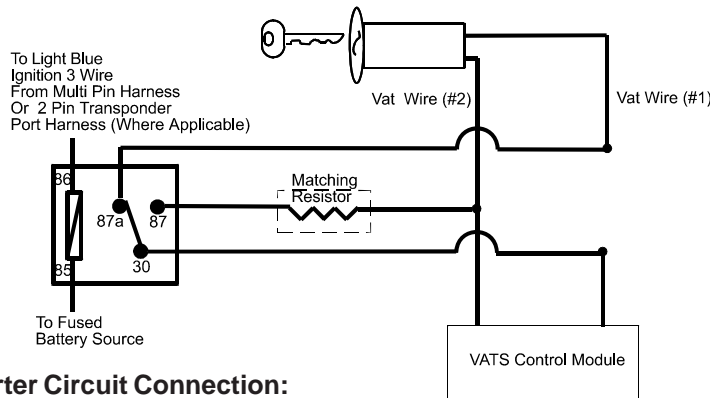 To Light Blue
Ignition 3 Wire
From Multi Pin Harness
Or 2 Pin Transponder
Port Harness (Where Applicable)
Vat Wire (#2)
Vat Wire (#1)
86
87a
87
30
85
Matching
Resistor
To Fused
Battery Source
VATS Control Module
rter Circuit Connection: